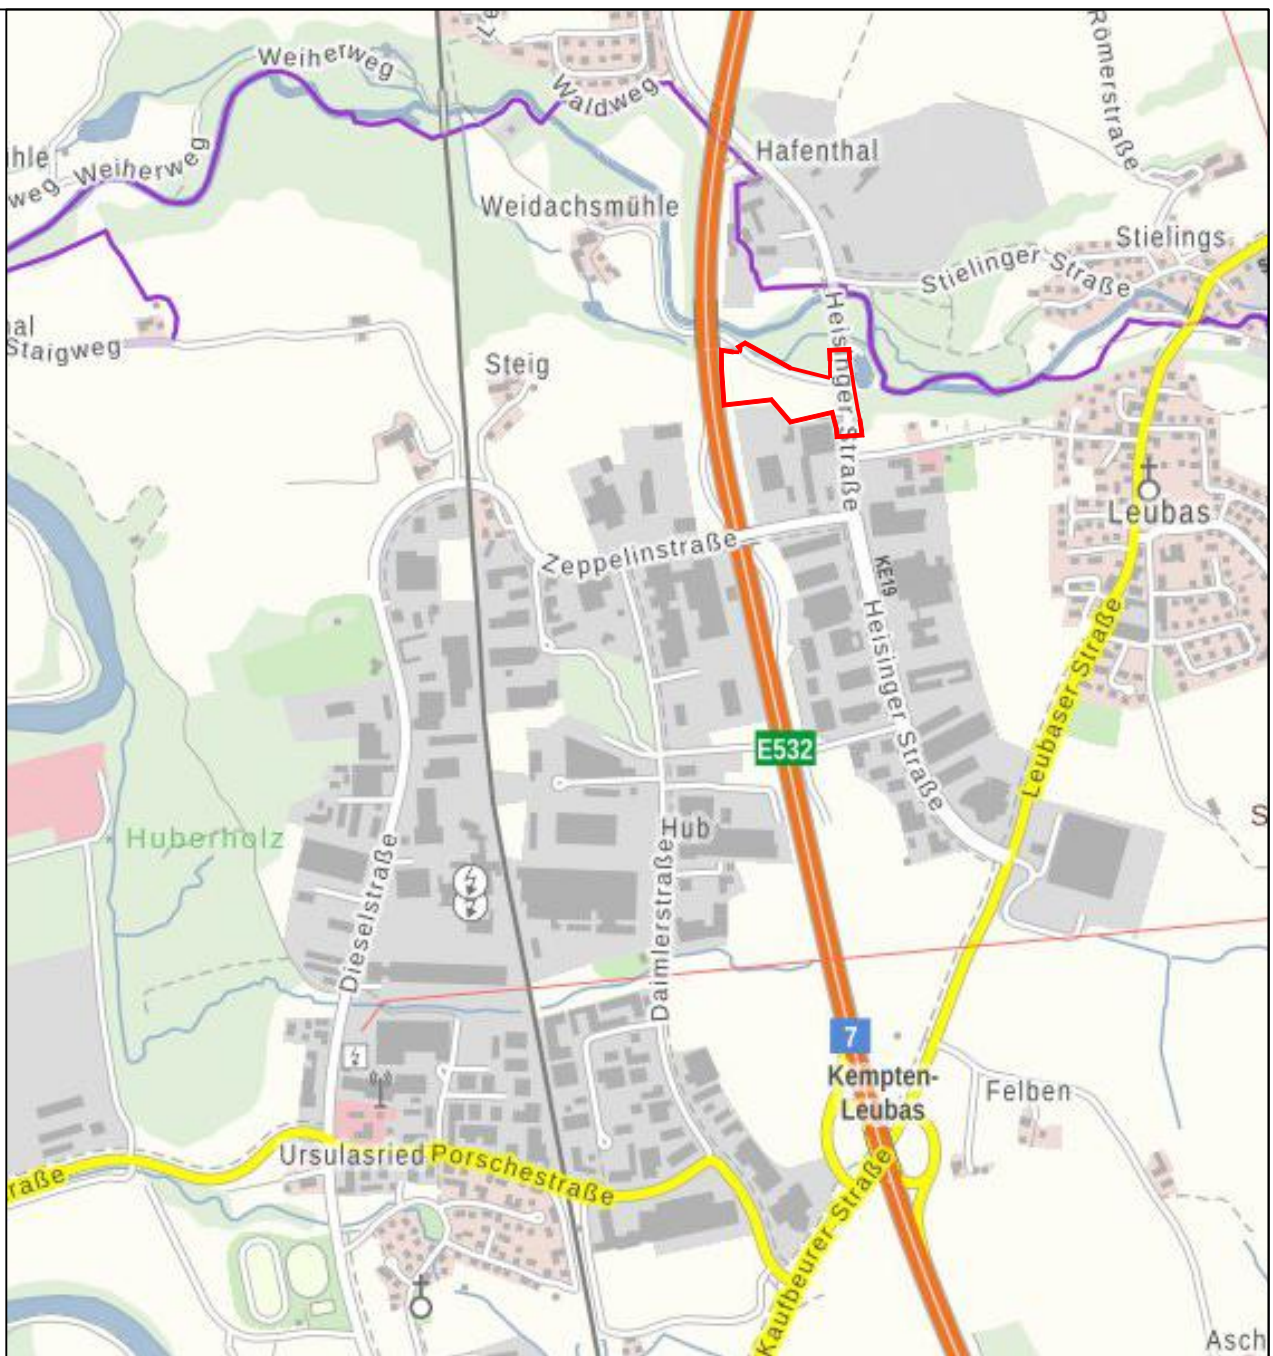 Weiherweg
Waldweg
Römerstraße
Hafenthal
hle
weg
Weiherweg
Weidachsmühle
Stielings
Stielinger Straße
Heisinger Straße
Staigweg
Steig
Leubas
Zeppelinstraße
KE19
Heisinger Straße
Leubaser Straße
E532
Huberholz
Hub
Dieselstraße
Daimlerstraße
7
Kempten-
Leubas
Felben
Ursulasried
Porschestraße
raße
Kaufbeurer Straße
Asch